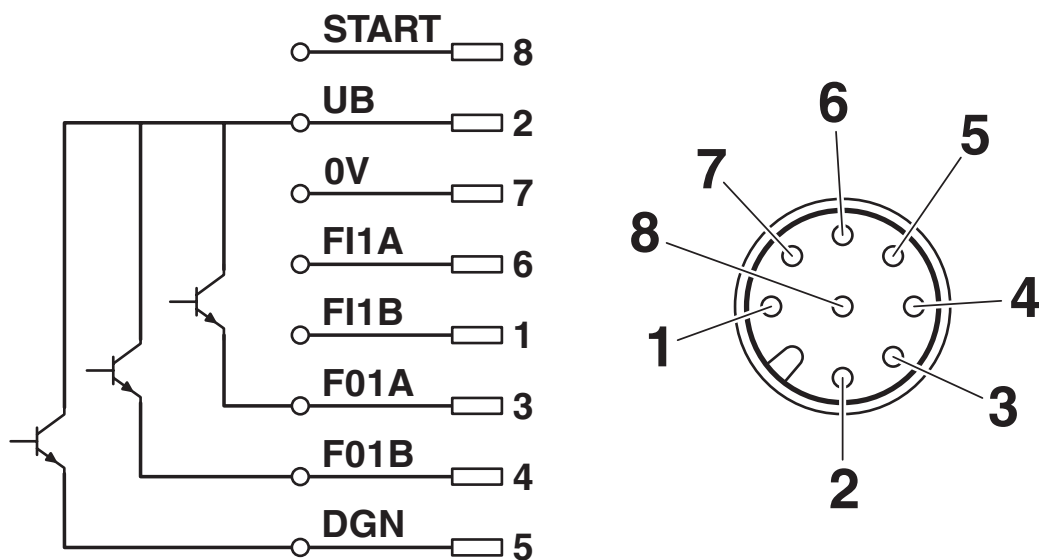 START 8
UB 2
0V 7
FI1A 6
FI1B 1
F01A 3
F01B 4
DGN 5
6
7 5
8
1 4
3
2